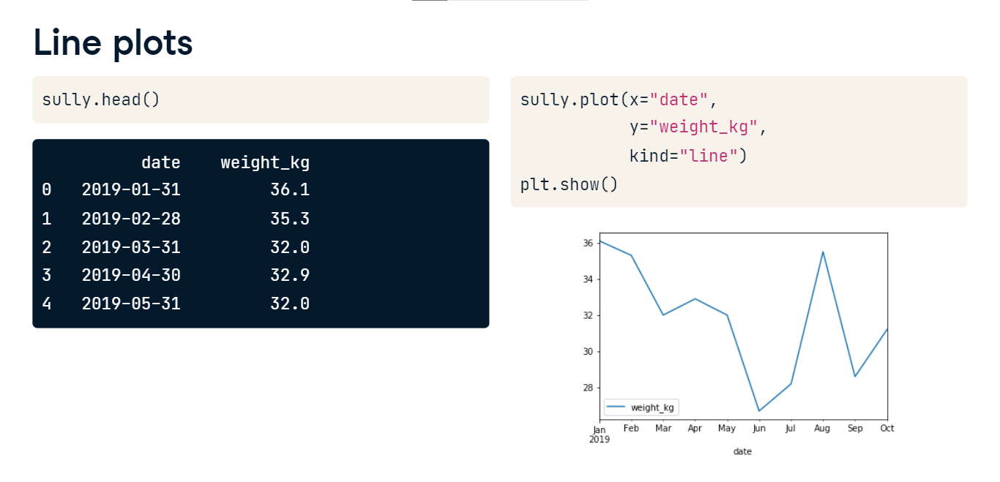 Line plots
sully.head()
date weight_kg
0 2019-01-31 36.1
1 2019-02-28 35.3
2 2019-03-31 32.0
3 2019-04-30 32.9
4 2019-05-31 32.0
sully.plot(x="date",
y="weight_kg",
kind="line")
plt.show()
36
34
32
30
28
weight_kg
Jan Feb Mar Apr May Jun Jul Aug Sep Oct
2019
date